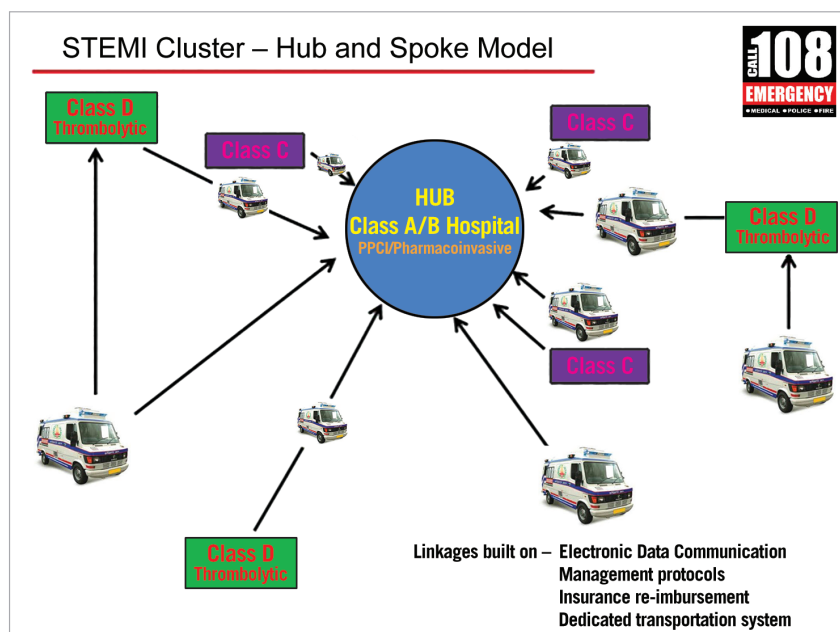 STEMI Cluster – Hub and Spoke Model
CALL 108
EMERGENCY
MEDICAL POLICE FIRE
Class D
Thrombolytic
Class C
Class C
HUB
Class A/B Hospital
PPCI/Pharmacoinvasive
Class D
Thrombolytic
Class C
Class D
Thrombolytic
Linkages built on – Electronic Data Communication
Management protocols
Insurance re-imbursement
Dedicated transportation system